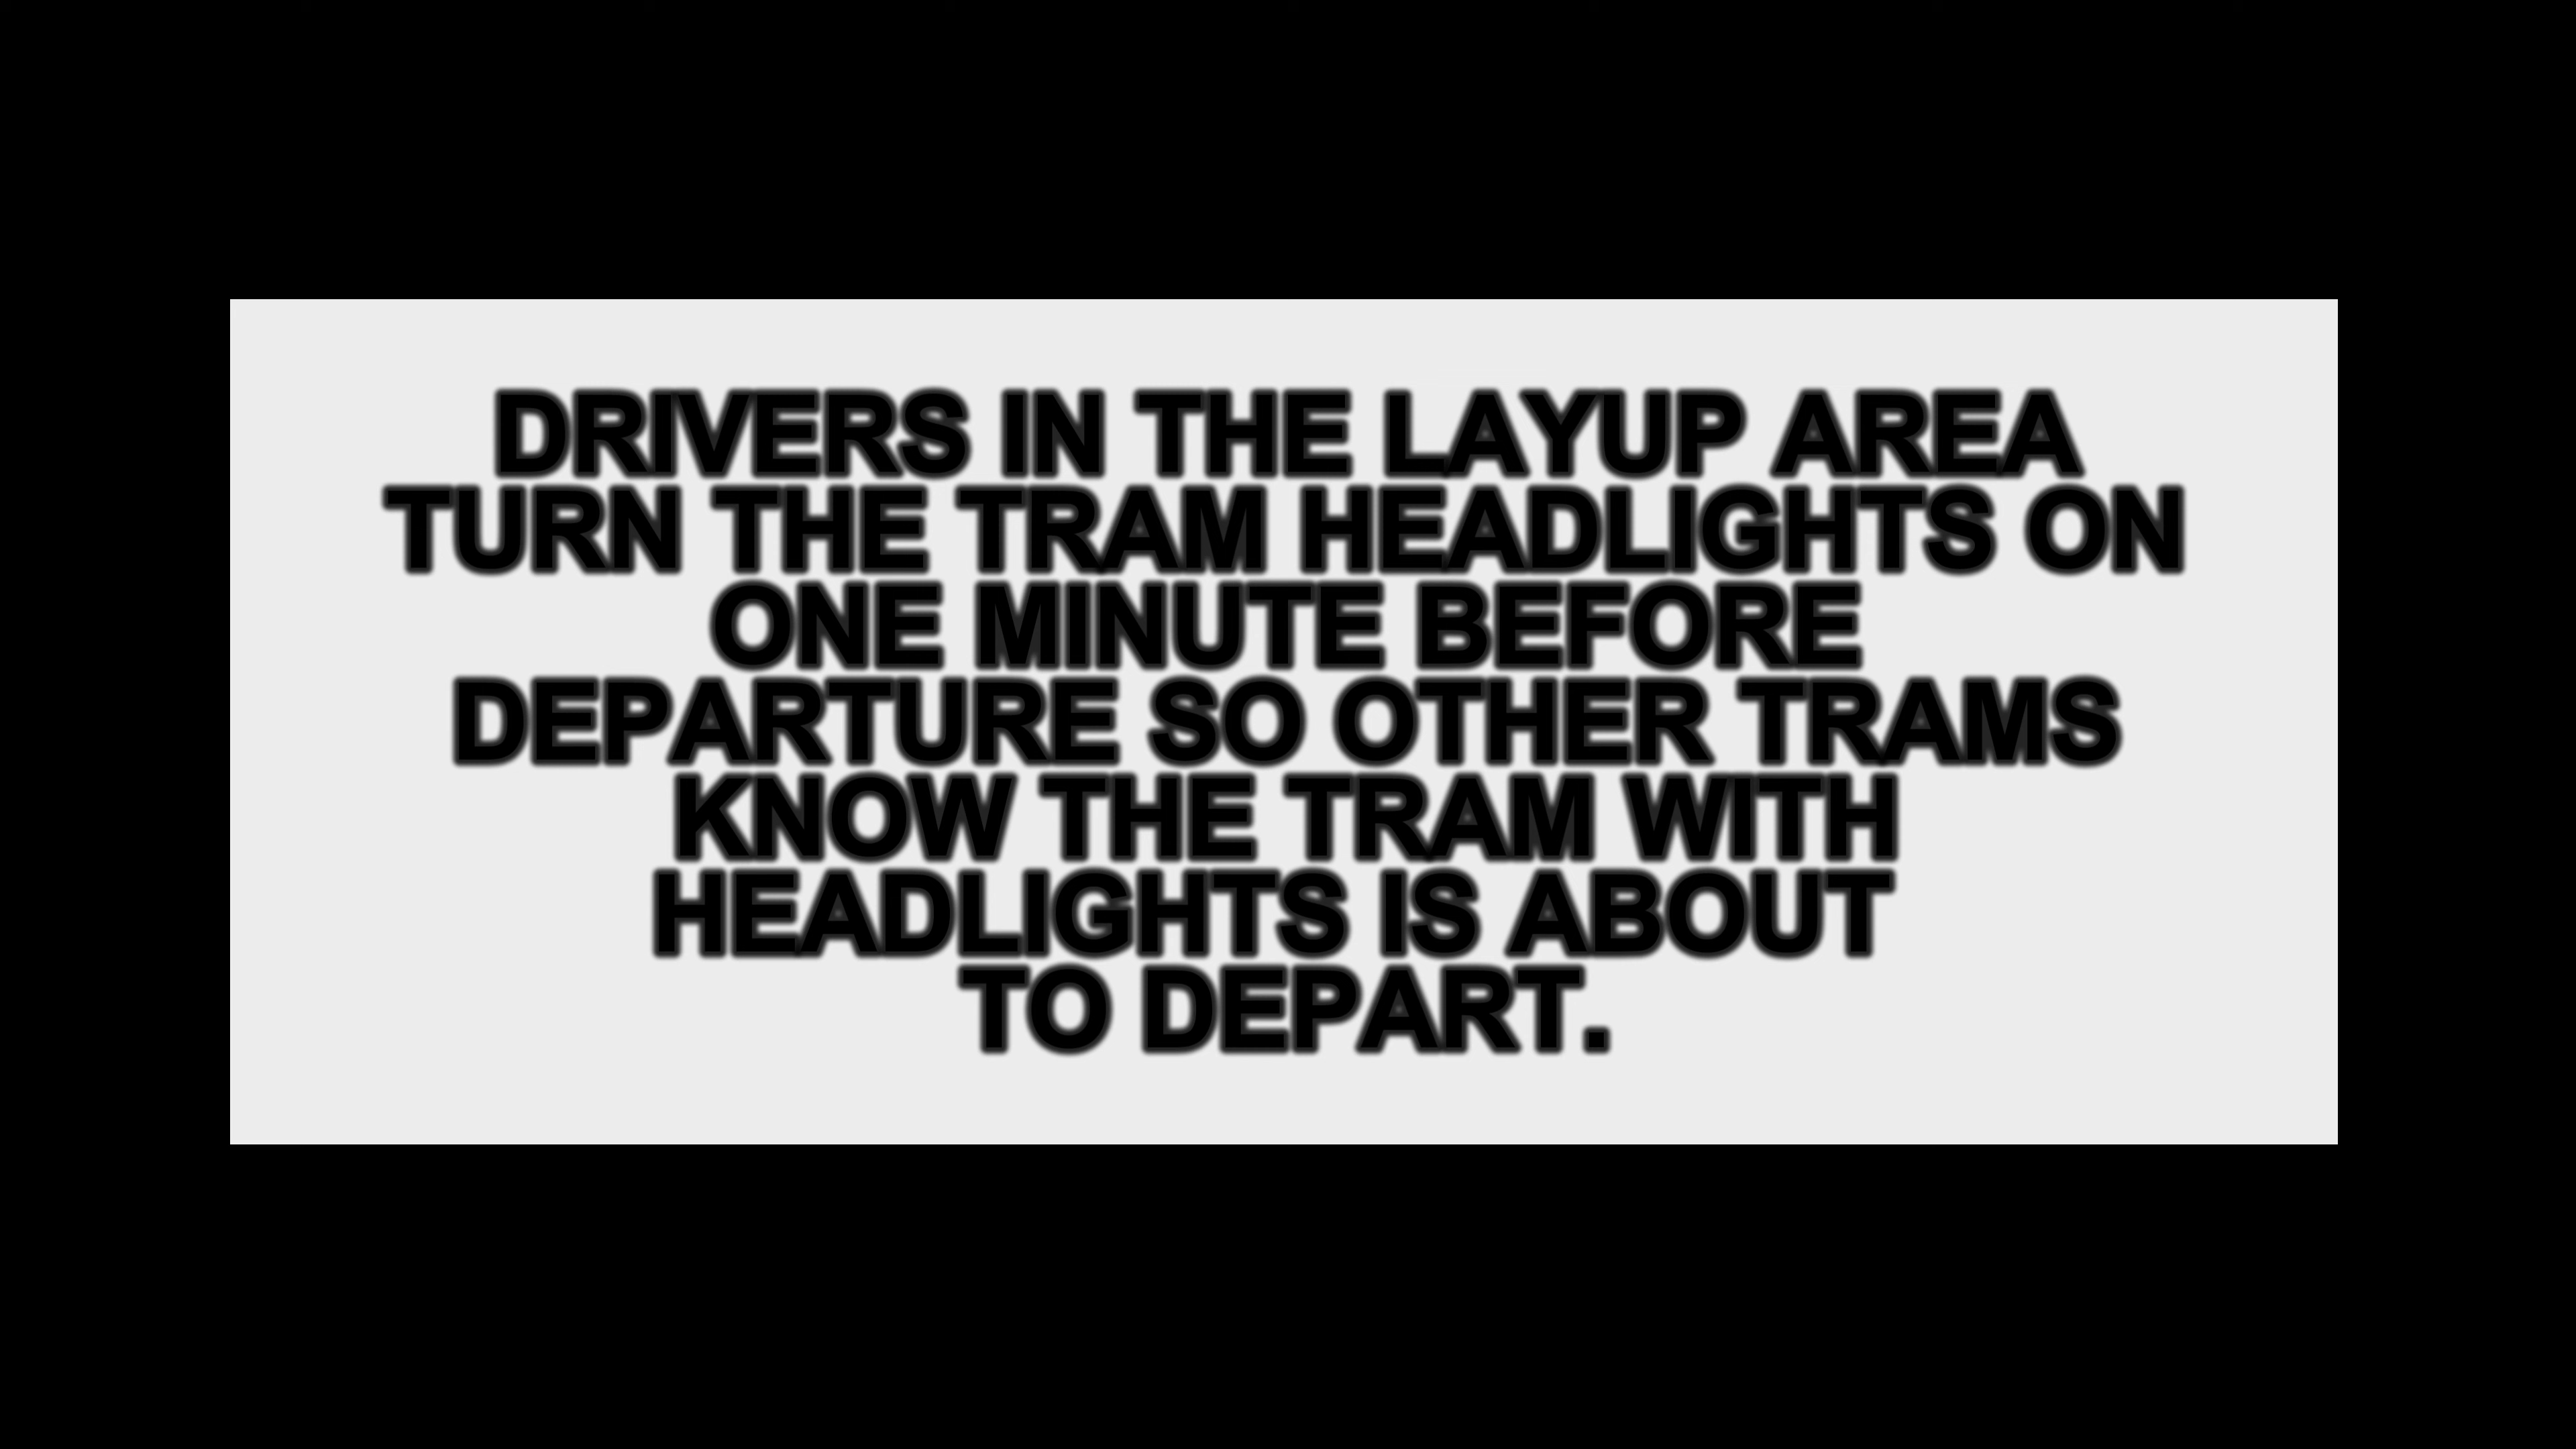 DRIVERS IN THE LAYUP AREA
TURN THE TRAM HEADLIGHTS ON
ONE MINUTE BEFORE
DEPARTURE SO OTHER TRAMS
KNOW THE TRAM WITH
HEADLIGHTS IS ABOUT
TO DEPART.